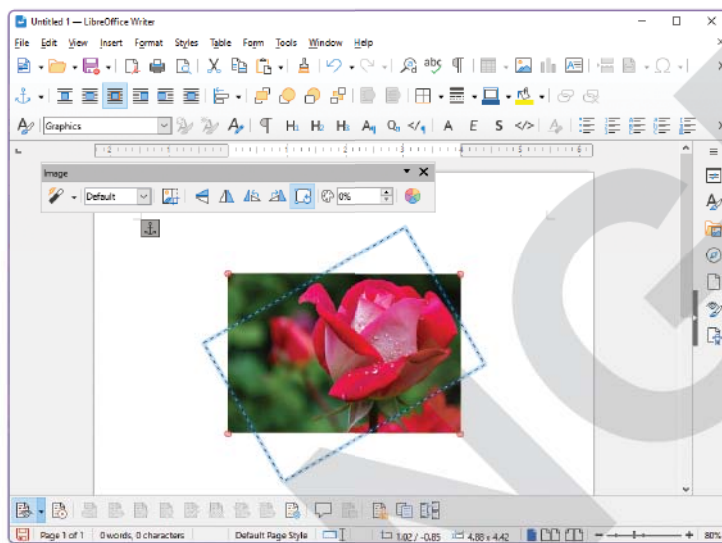 Untitled 1 — LibreOffice Writer
File Edit View Insert Format Styles Table Form Tools Window Help
Graphics
Image
Default
0%
Page 1 of 1 0 words, 0 characters Default Page Style 1.02 / -0.85 4.88 x 4.42 80%